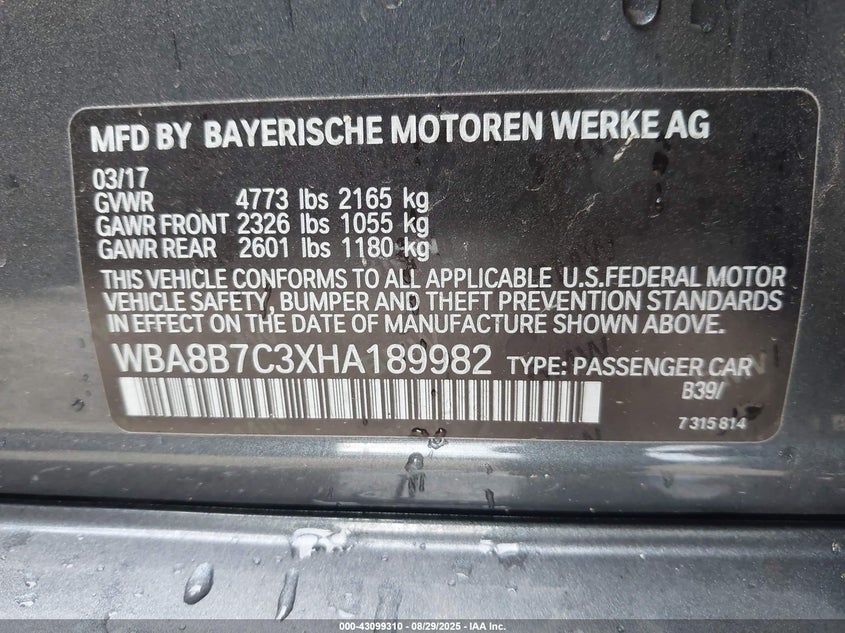 MFD BY BAYERISCHE MOTOREN WERKE AG
03/17
GVWR 4773 lbs 2165 kg
GAWR FRONT 2326 lbs 1055 kg
GAWR REAR 2601 lbs 1180 kg
THIS VEHICLE CONFORMS TO ALL APPLICABLE U.S.FEDERAL MOTOR
VEHICLE SAFETY, BUMPER AND THEFT PREVENTION STANDARDS
IN EFFECT ON THE DATE OF MANUFACTURE SHOWN ABOVE.
WBA8B7C3XHA189982 TYPE: PASSENGER CAR
B39/
7 315 814
000-43099310 - 08/29/2025 - IAA Inc.